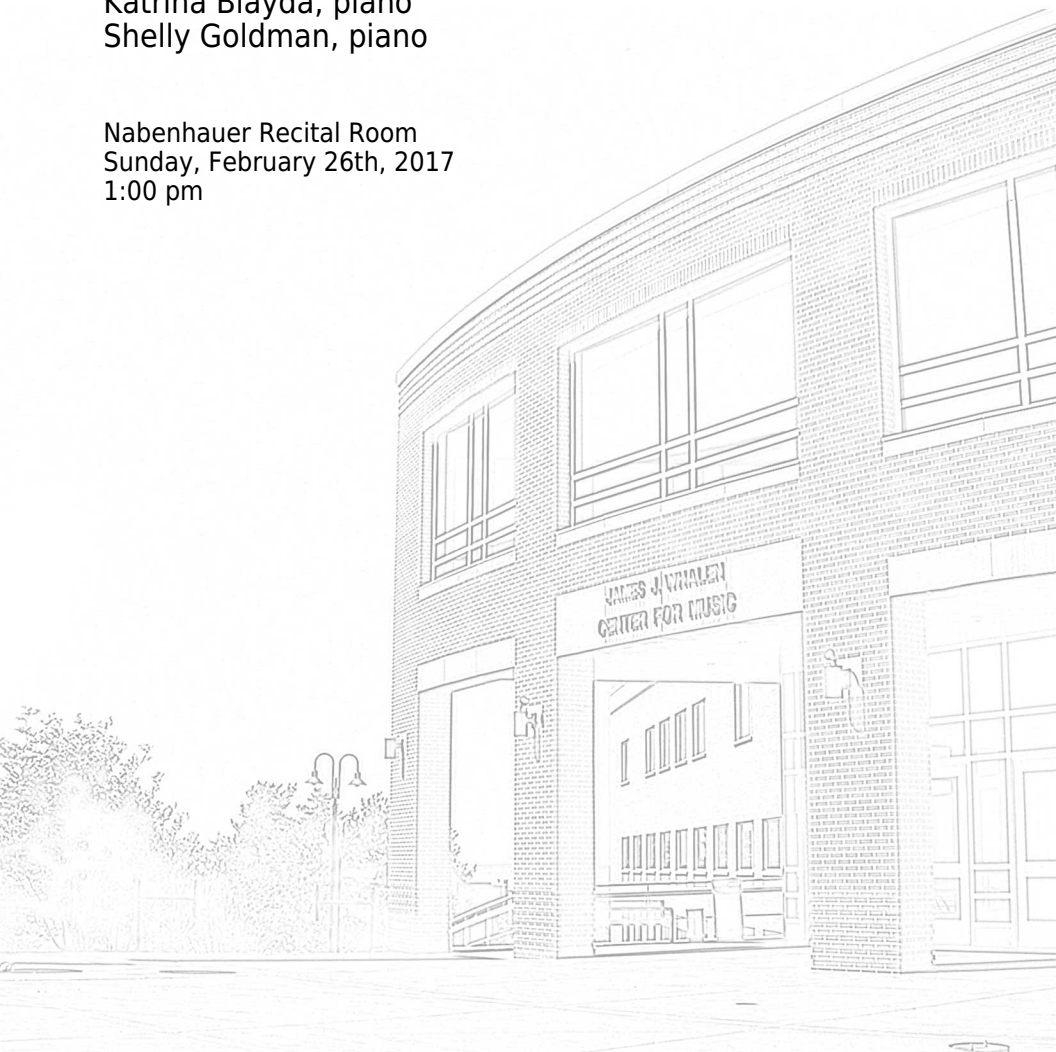 Katrina Blayda, piano
Shelly Goldman, piano
Nabenhauer Recital Room
Sunday, February 26th, 2017
1:00 pm
JAMES J. WHALEN
CENTER FOR MUSIC